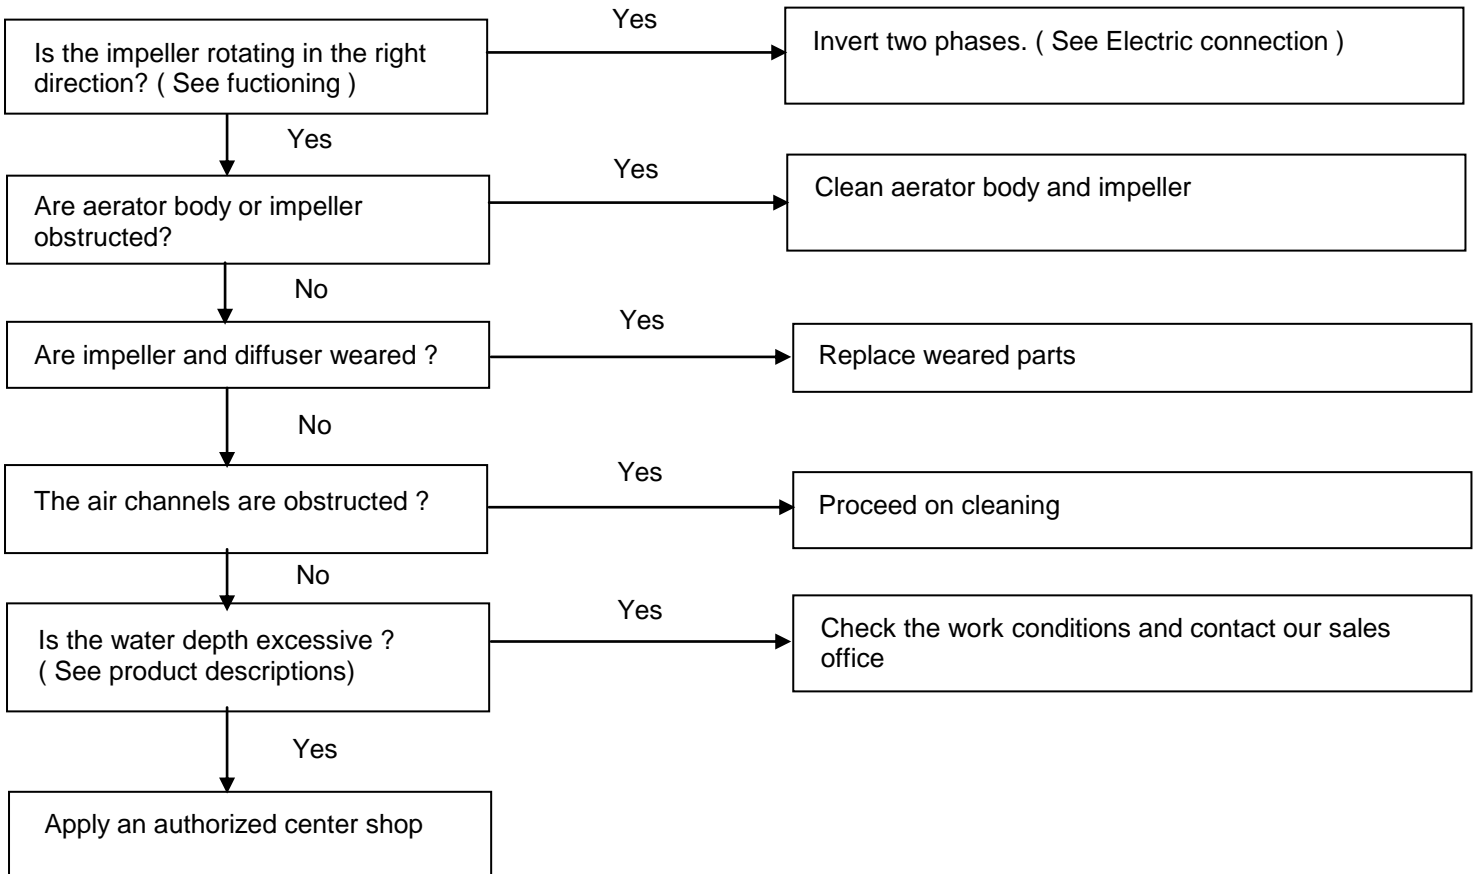 Yes
Is the impeller rotating in the right
direction? ( See fuctioning )
Invert two phases. ( See Electric connection )
Yes
Yes
Are aerator body or impeller
obstructed?
Clean aerator body and impeller
No
Yes
Are impeller and diffuser weared ?
Replace weared parts
No
Yes
The air channels are obstructed ?
Proceed on cleaning
No
Yes
Is the water depth excessive ?
( See product descriptions)
Check the work conditions and contact our sales
office
Yes
Apply an authorized center shop